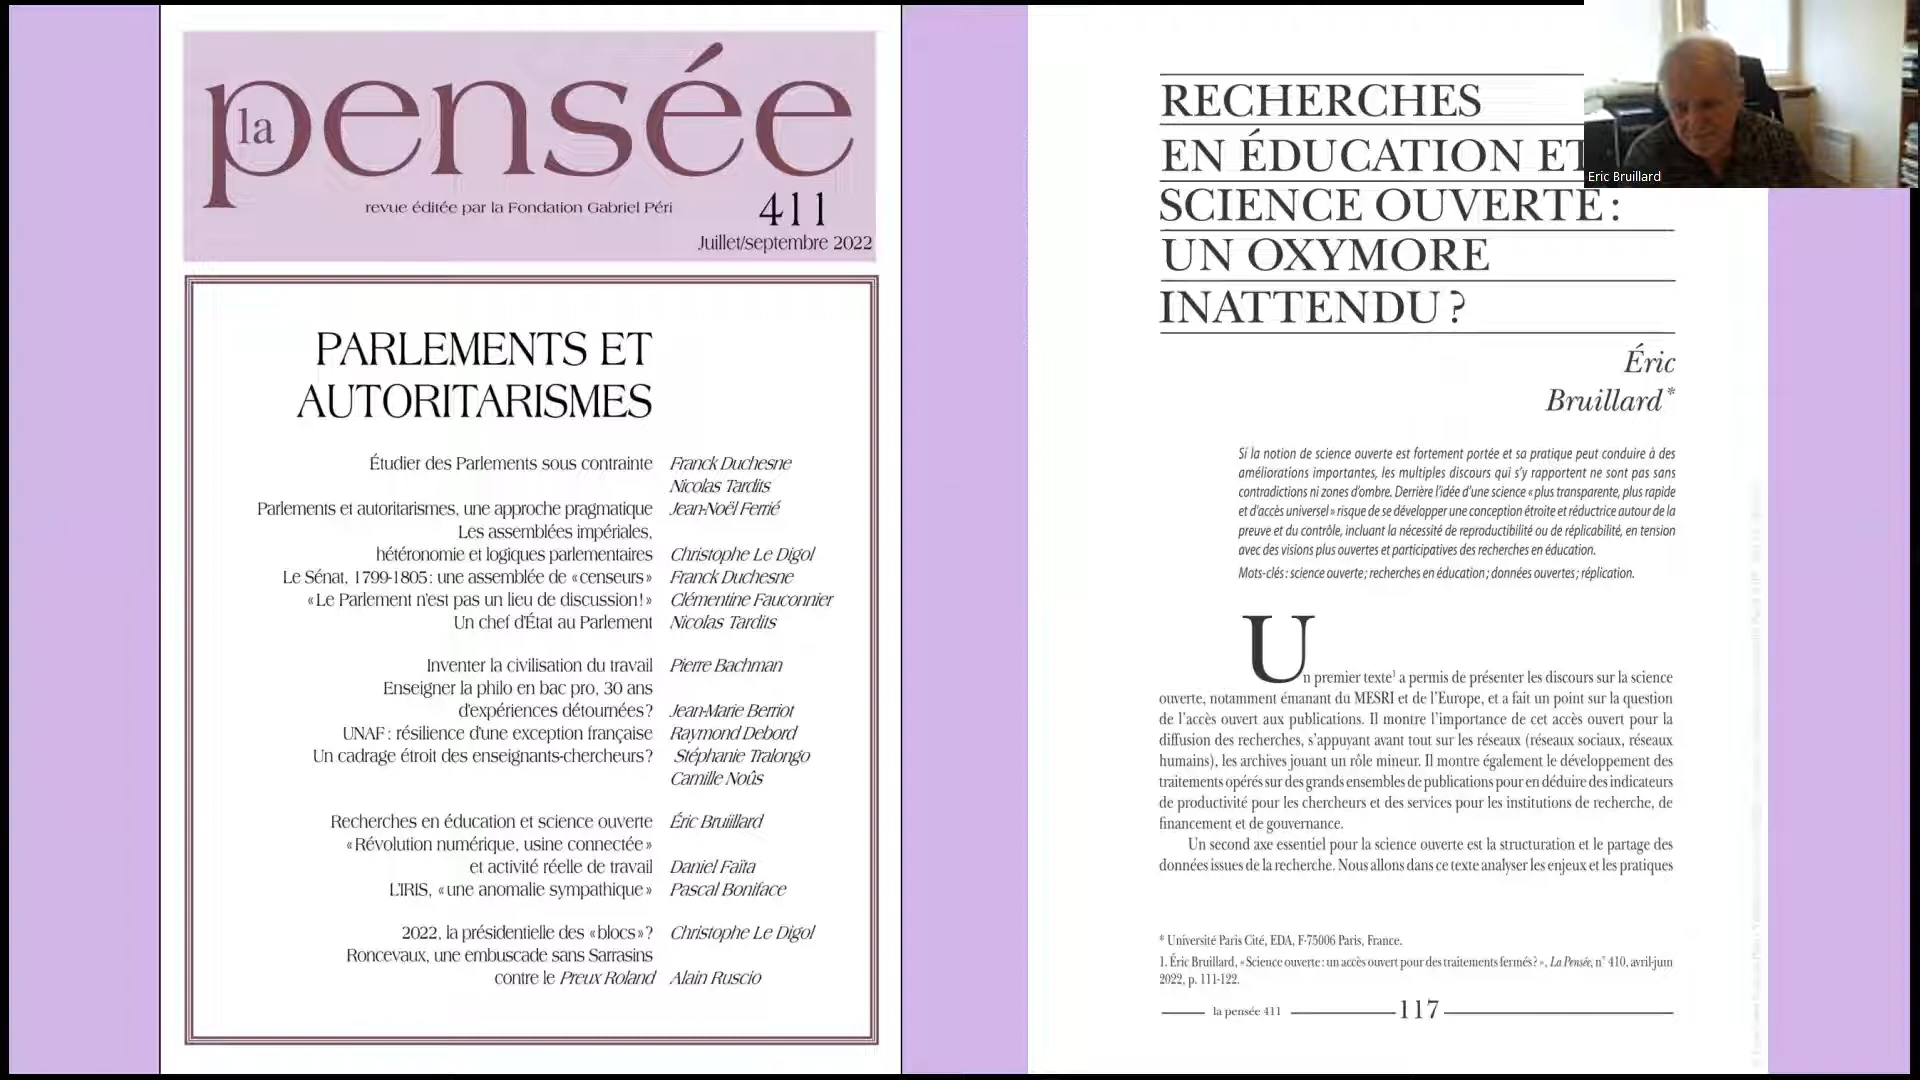 la pensée
revue éditée par la Fondation Gabriel Péri
411
Juillet/septembre 2022
PARLEMENTS ET
AUTORITARISMES
Étudier des Parlements sous contrainte Franck Duchesne
Nicolas Tardits
Parlements et autoritarismes, une approche pragmatique Jean-Noël Ferrié
Les assemblées impériales,
hétéronomie et logiques parlementaires Christophe Le Digol
Le Sénat, 1799-1805 : une assemblée de « censeurs » Franck Duchesne
« Le Parlement n'est pas un lieu de discussion ! » Clémentine Fauconnier
Un chef d'État au Parlement Nicolas Tardits
Inventer la civilisation du travail Pierre Bachman
Enseigner la philo en bac pro, 30 ans
d'expériences détournées ? Jean-Marie Berriot
UNAF : résilience d'une exception française Raymond Debord
Un cadrage étroit des enseignants-chercheurs ? Stéphanie Tralongo
Camille Noûs
Recherches en éducation et science ouverte Éric Bruiillard
« Révolution numérique, usine connectée »
et activité réelle de travail Daniel Faïta
L'IRIS, « une anomalie sympathique » Pascal Boniface
2022, la présidentielle des « blocs » ? Christophe Le Digol
Roncevaux, une embuscade sans Sarrasins
contre le Preux Roland Alain Ruscio
RECHERCHES
EN ÉDUCATION ET
SCIENCE OUVERTE :
UN OXYMORE
INATTENDU ?
Éric
Bruillard*
Si la notion de science ouverte est fortement portée et sa pratique peut conduire à des
améliorations importantes, les multiples discours qui s'y rapportent ne sont pas sans
contradictions ni zones d'ombre. Derrière l'idée d'une science « plus transparente, plus rapide
et d'accès universel » risque de se développer une conception étroite et réductrice autour de la
preuve et du contrôle, incluant la nécessité de reproductibilité ou de réplicabilité, en tension
avec des visions plus ouvertes et participatives des recherches en éducation.
Mots-clés : science ouverte ; recherches en éducation ; données ouvertes ; réplication.
Un premier texte1 a permis de présenter les discours sur la science
ouverte, notamment émanant du MESRI et de l'Europe, et a fait un point sur la question
de l'accès ouvert aux publications. Il montre l'importance de cet accès ouvert pour la
diffusion des recherches, s'appuyant avant tout sur les réseaux (réseaux sociaux, réseaux
humains), les archives jouant un rôle mineur. Il montre également le développement des
traitements opérés sur des grands ensembles de publications pour en déduire des indicateurs
de productivité pour les chercheurs et des services pour les institutions de recherche, de
financement et de gouvernance.
Un second axe essentiel pour la science ouverte est la structuration et le partage des
données issues de la recherche. Nous allons dans ce texte analyser les enjeux et les pratiques
* Université Paris Cité, EDA, F-75006 Paris, France.
1. Éric Bruillard, « Science ouverte : un accès ouvert pour des traitements fermés ? », La Pensée, n° 410, avril-juin
2022, p. 111-122.
la pensée 411 117
Eric Bruillard